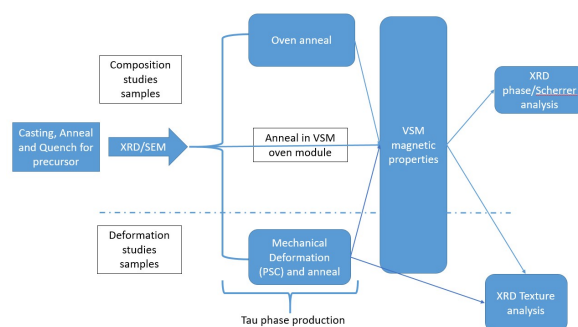 Oven anneal
Composition
studies
samples
XRD
phase/Scherrer
analysis
Casting, Anneal
and Quench for
precursor
XRD/SEM
Anneal in VSM
oven module
VSM
magnetic
properties
Deformation
studies
samples
Mechanical
Deformation
(PSC) and anneal
XRD Texture
analysis
Tau phase production